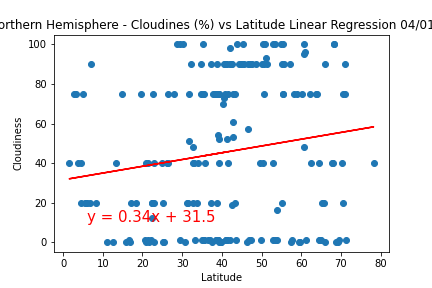 orthern Hemisphere - Cloudines (%) vs Latitude Linear Regression 04/01
100
80
60
40
20
0
Cloudiness
y = 0.34x + 31.5
0 10 20 30 40 50 60 70 80
Latitude